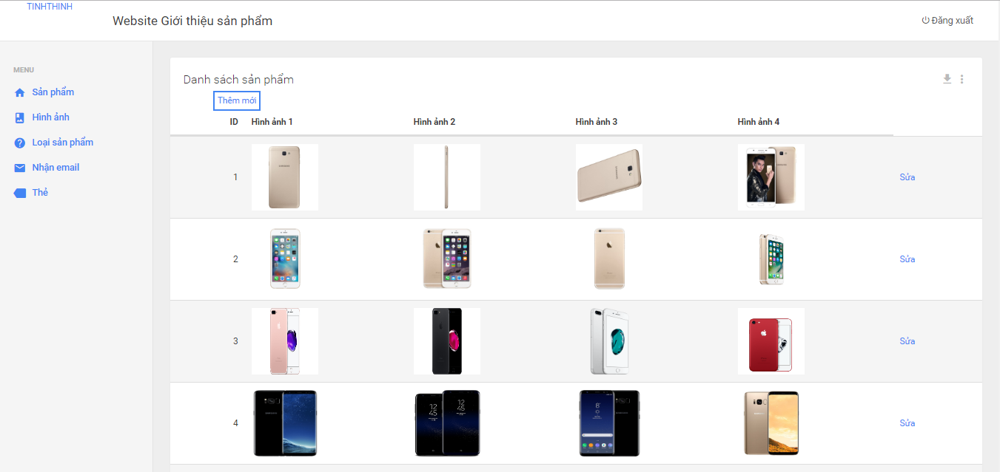 TINHTHINH
Website Giới thiệu sản phẩm
Đăng xuất
MENU
Sản phẩm
Hình ảnh
Loại sản phẩm
Nhận email
Thẻ
Danh sách sản phẩm
Thêm mới
ID Hình ảnh 1 Hình ảnh 2 Hình ảnh 3 Hình ảnh 4
1 Sửa
2 Sửa
3 Sửa
4 Sửa